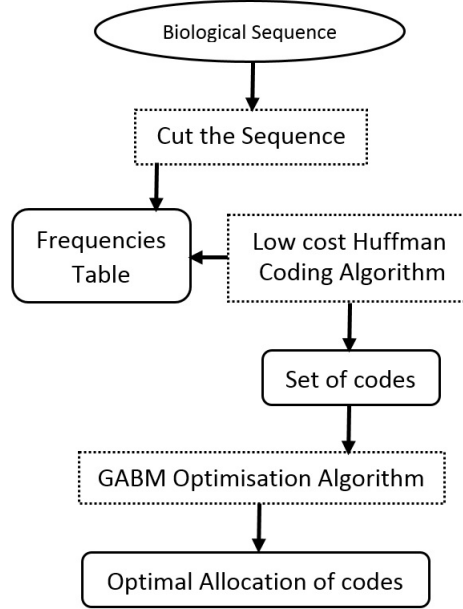 Biological Sequence
Cut the Sequence
Frequencies
Table
Low cost Huffman
Coding Algorithm
Set of codes
GABM Optimisation Algorithm
Optimal Allocation of codes